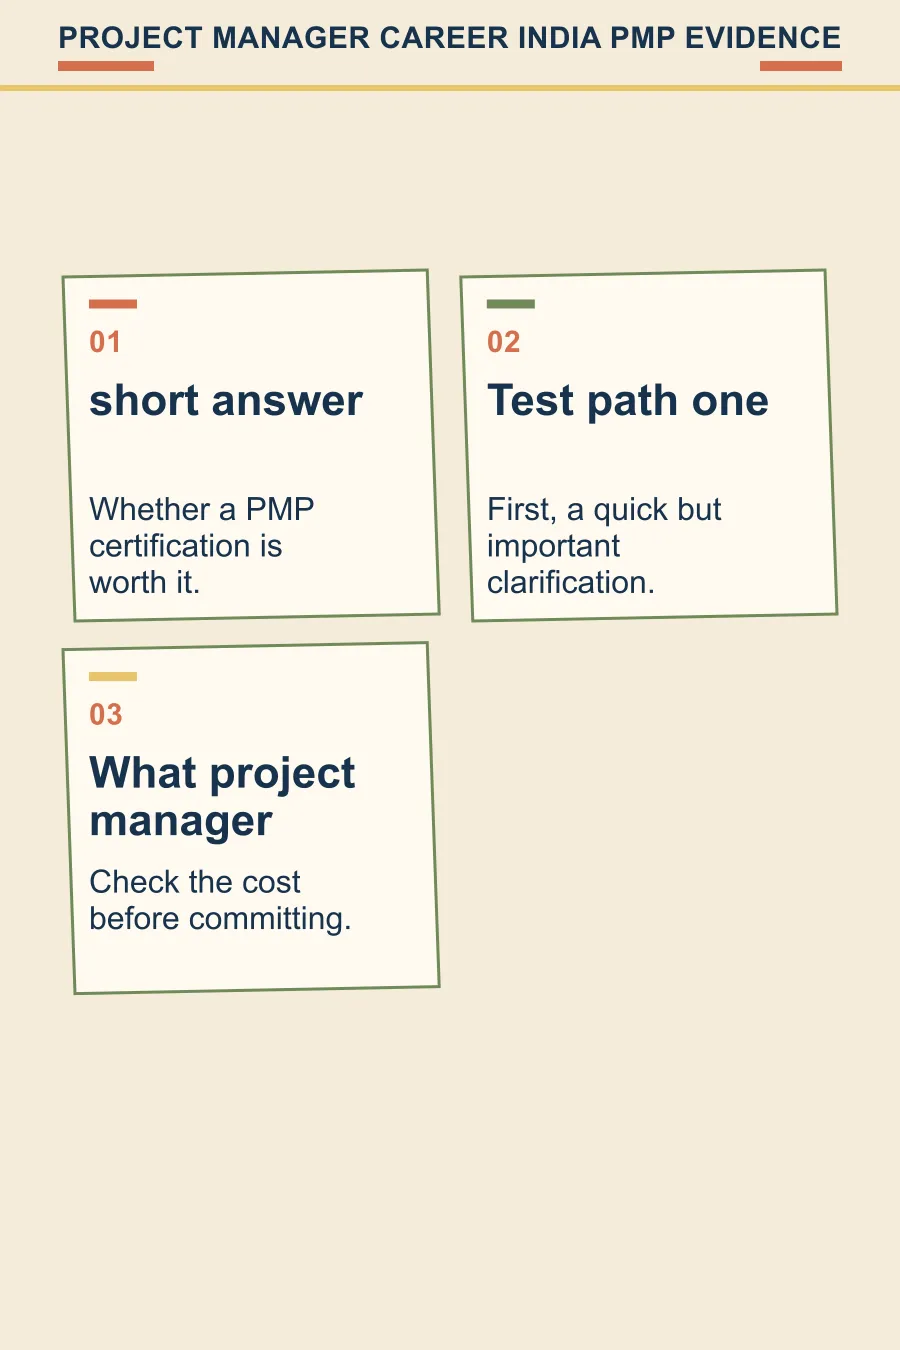 PROJECT MANAGER CAREER INDIA PMP EVIDENCE
01
short answer
Whether a PMP
certification is
worth it.
02
Test path one
First, a quick but
important
clarification.
03
What project
manager
Check the cost
before committing.